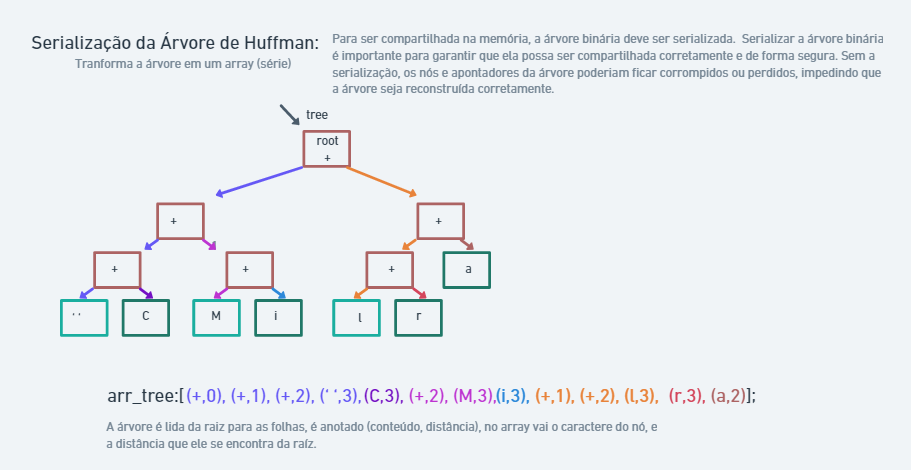 Serialização da Árvore de Huffman:
Tranforma a árvore em um array (série)
Para ser compartilhada na memória, a árvore binária deve ser serializada. Serializar a árvore binária
é importante para garantir que ela possa ser compartilhada corretamente e de forma segura. Sem a
serialização, os nós e apontadores da árvore poderiam ficar corrompidos ou perdidos, impedindo que
a árvore seja reconstruída corretamente.
tree
root
+
+
+
+
+
+
a
' '
C
M
i
l
r
arr_tree:[(+,0), (+,1), (+,2), (' ',3),(C,3), (+,2), (M,3),(i,3), (+,1), (+,2), (l,3), (r,3), (a,2)];
A árvore é lida da raiz para as folhas, é anotado (conteúdo, distância), no array vai o caractere do nó, e
a distância que ele se encontra da raíz.